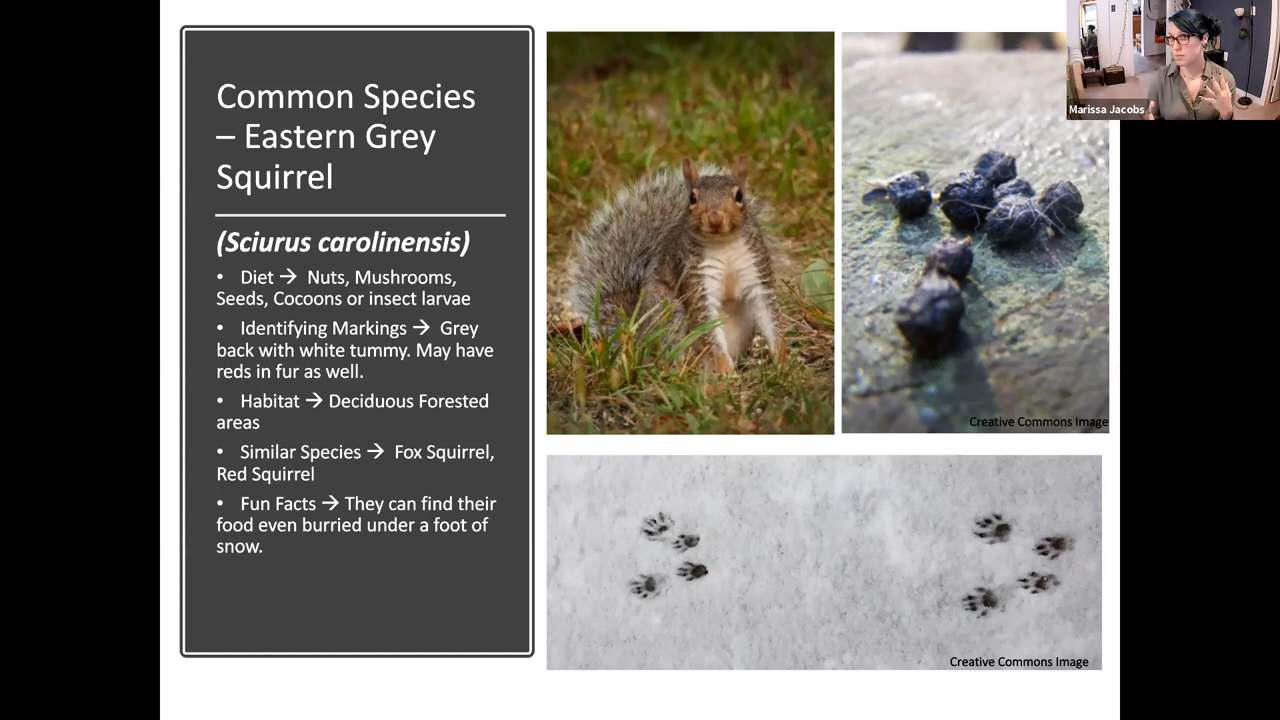 Common Species
– Eastern Grey
Squirrel
(Sciurus carolinensis)
• Diet → Nuts, Mushrooms,
Seeds, Cocoons or insect larvae
• Identifying Markings → Grey
back with white tummy. May have
reds in fur as well.
• Habitat → Deciduous Forested
areas
• Similar Species → Fox Squirrel,
Red Squirrel
• Fun Facts → They can find their
food even burried under a foot of
snow.
Marissa Jacobs
Creative Commons Image
Creative Commons Image